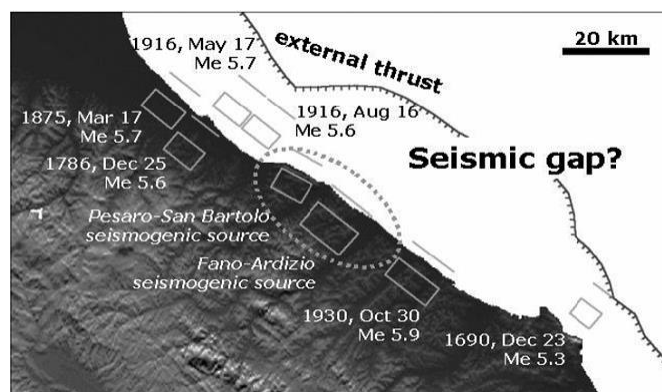 1916, May 17
Me 5.7
external thrust
20 km
1875, Mar 17
Me 5.7
1916, Aug 16
Me 5.6
1786, Dec 25
Me 5.6
Seismic gap?
Pesaro-San Bartolo
seismogenic source
Fano-Ardizio
seismogenic source
1930, Oct 30
Me 5.9
1690, Dec 23
Me 5.3